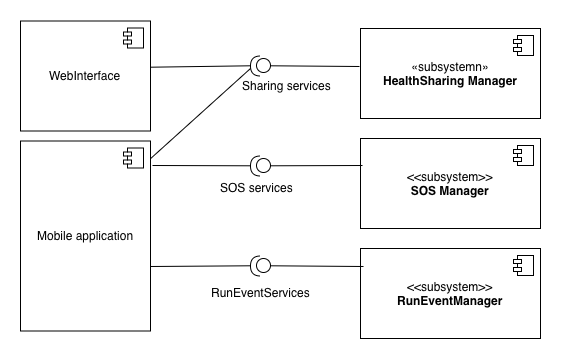 WebInterface
Sharing services
«subsystemn»
HealthSharing Manager
Mobile application
SOS services
<<subsystem>>
SOS Manager
RunEventServices
<<subsystem>>
RunEventManager